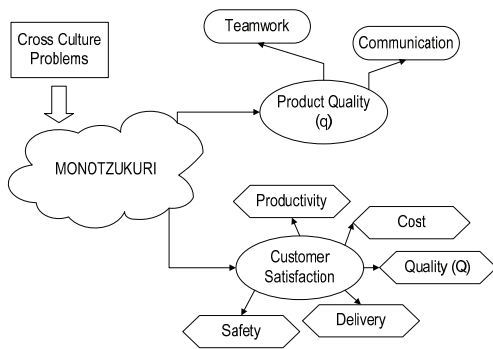 Teamwork
Cross Culture
Problems
Communication
Product Quality
(q)
MONOTZUKURI
Productivity
Cost
Customer
Satisfaction
Quality (Q)
Delivery
Safety